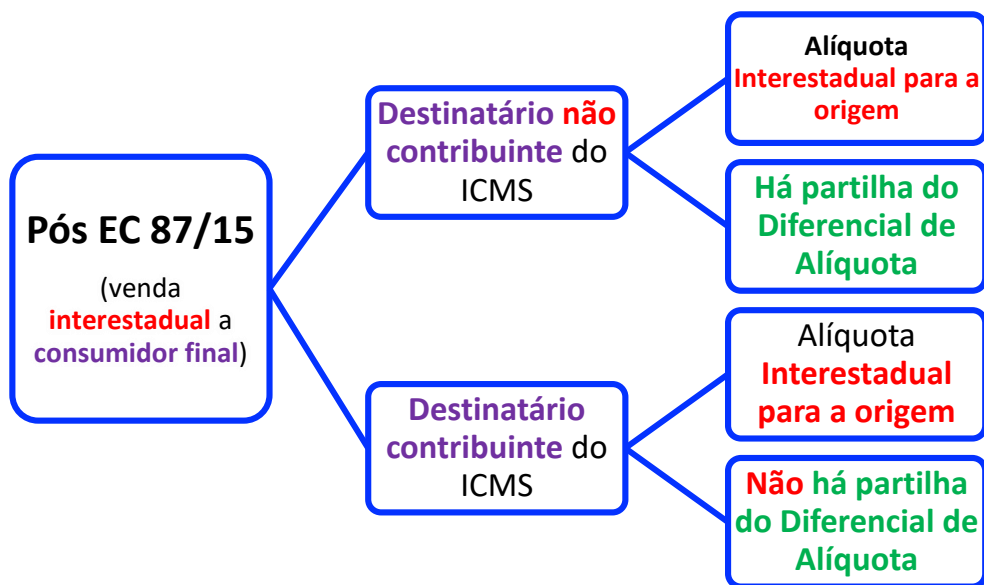 Pós EC 87/15
(venda
interestadual a
consumidor final)
Destinatário não
contribuinte do
ICMS
Alíquota
Interestadual para a
origem
Há partilha do
Diferencial de
Alíquota
Destinatário
contribuinte do
ICMS
Alíquota
Interestadual
para a origem
Não há partilha
do Diferencial de
Alíquota